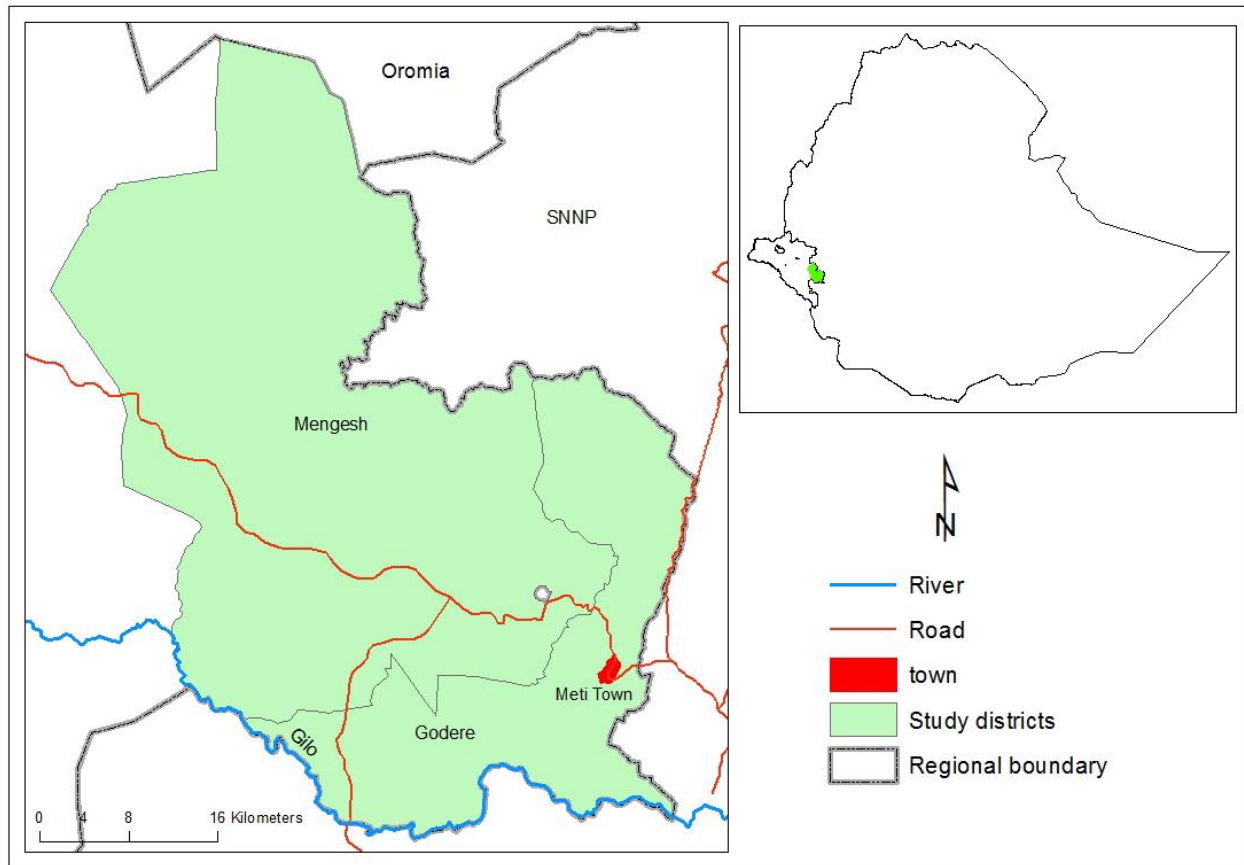 Oromia
SNNP
Mengesh
Meti Town
Godere
Gilo
0 4 8 16 Kilometers
N
River
Road
town
Study districts
Regional boundary